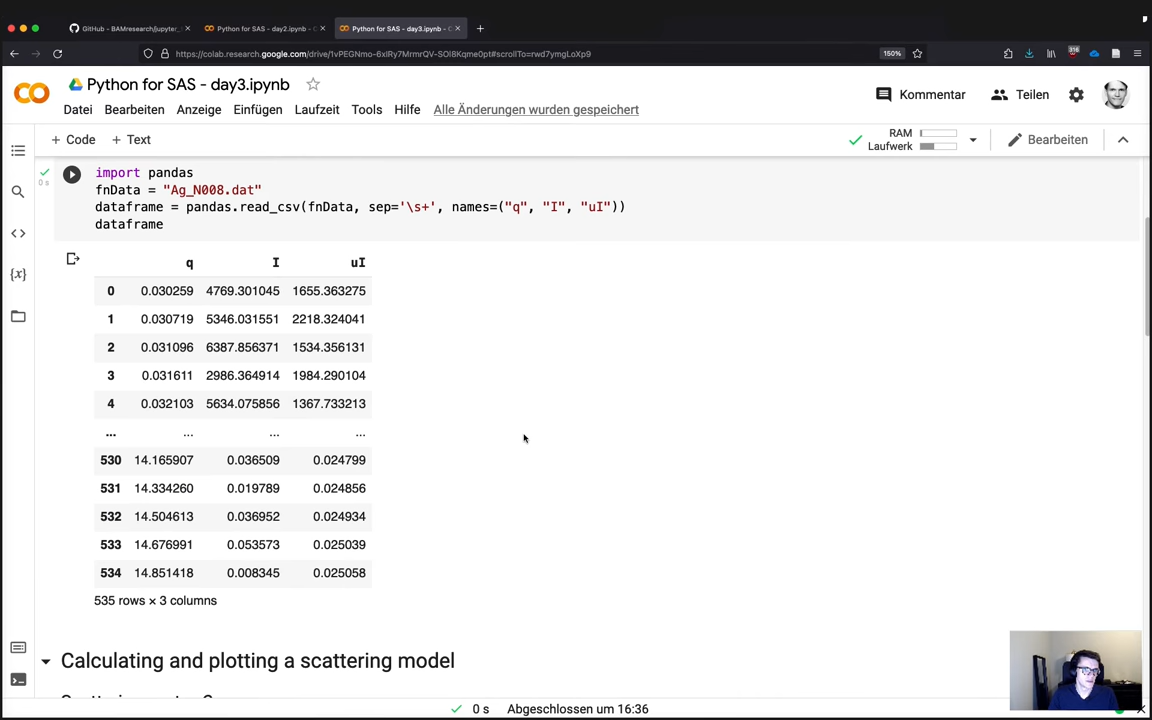 GitHub - BAMresearch/jupyter_
Python for SAS - day2.ipynb - C
Python for SAS - day3.ipynb - C
https://colab.research.google.com/drive/1vPEGNmo-6xiRy7MrmrQV-SOl8Kqme0pt#scrollTo=rwd7ymgLoXp9
150%
316
Python for SAS - day3.ipynb
Datei Bearbeiten Anzeige Einfügen Laufzeit Tools Hilfe Alle Änderungen wurden gespeichert
Kommentar
Teilen
+ Code + Text
RAM
Laufwerk
Bearbeiten
0 s
import pandas
fnData = "Ag_N008.dat"
dataframe = pandas.read_csv(fnData, sep='\s+', names=("q", "I", "uI"))
dataframe
q I uI
0 0.030259 4769.301045 1655.363275
1 0.030719 5346.031551 2218.324041
2 0.031096 6387.856371 1534.356131
3 0.031611 2986.364914 1984.290104
4 0.032103 5634.075856 1367.733213
... ... ... ...
530 14.165907 0.036509 0.024799
531 14.334260 0.019789 0.024856
532 14.504613 0.036952 0.024934
533 14.676991 0.053573 0.025039
534 14.851418 0.008345 0.025058
535 rows × 3 columns
Calculating and plotting a scattering model
0 s Abgeschlossen um 16:36